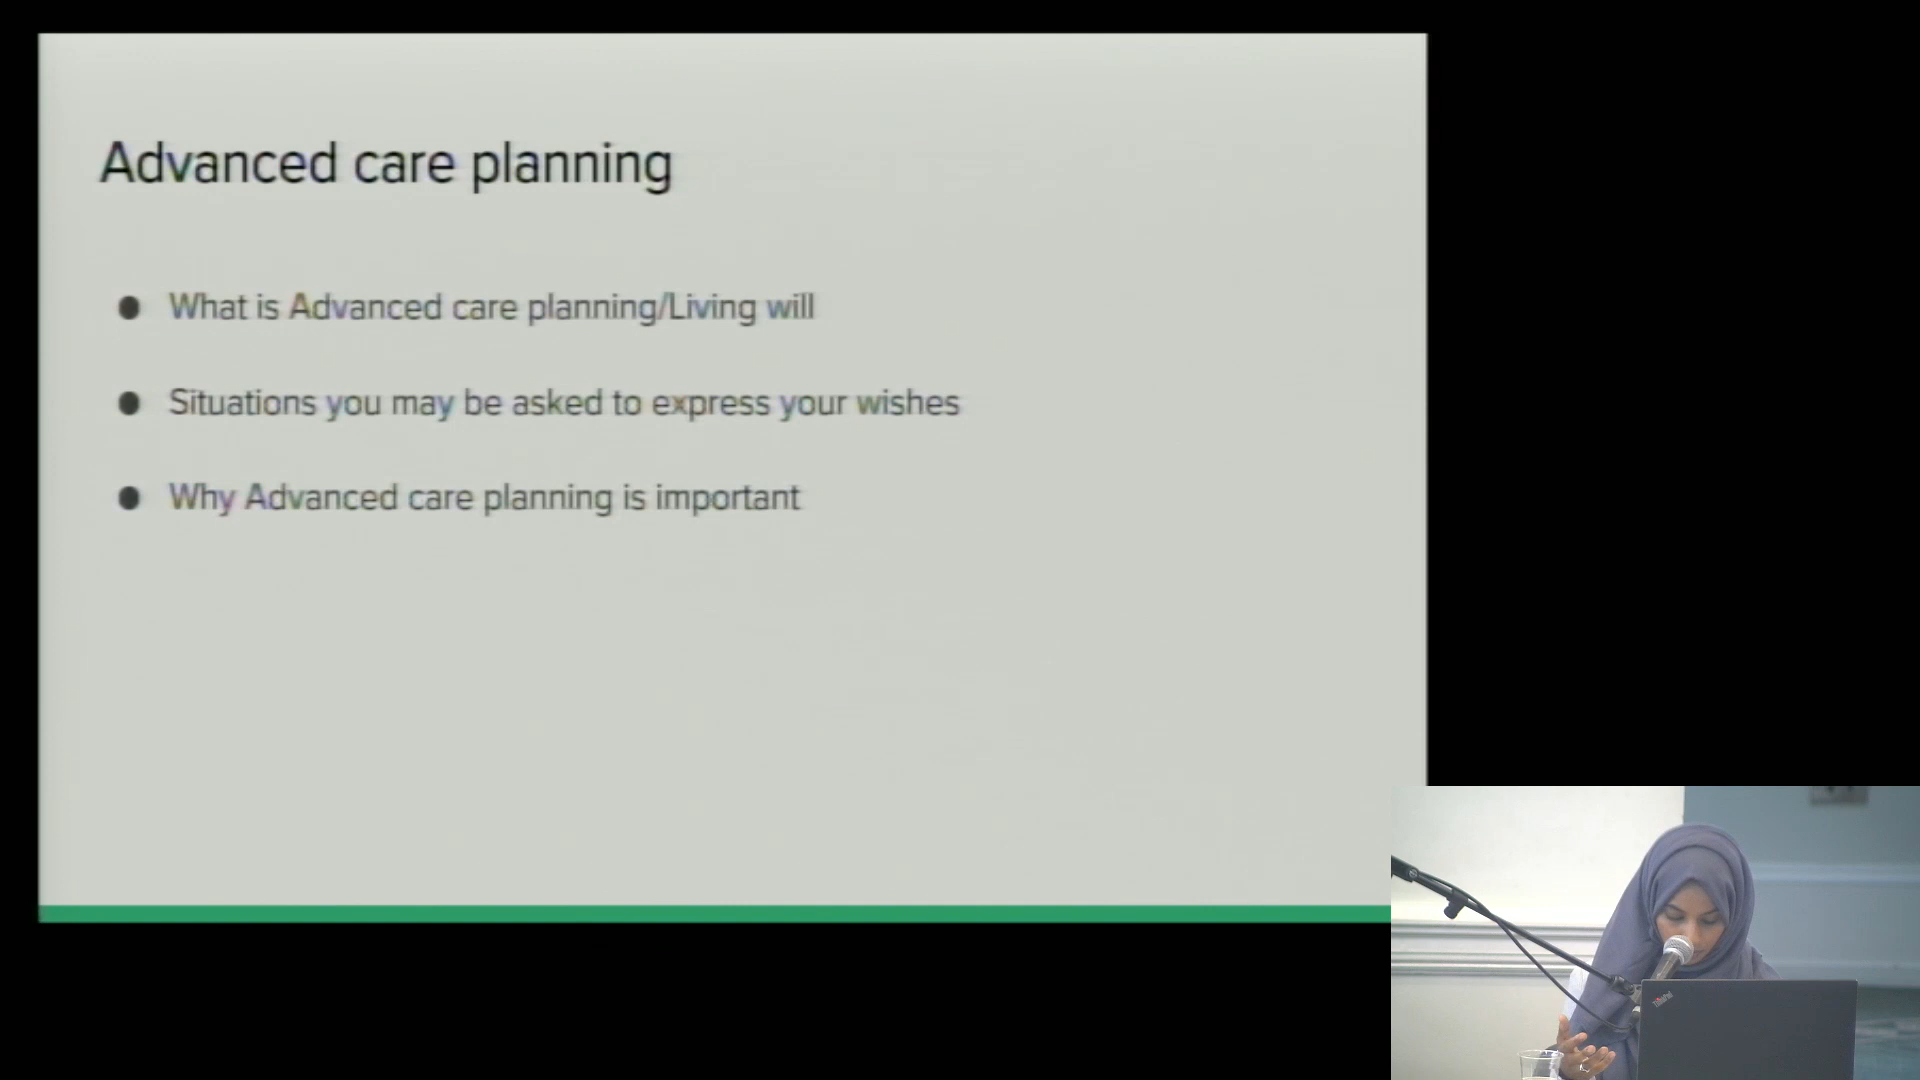 Advanced care planning
● What is Advanced care planning/Living will
● Situations you may be asked to express your wishes
● Why Advanced care planning is important
ThinkPad